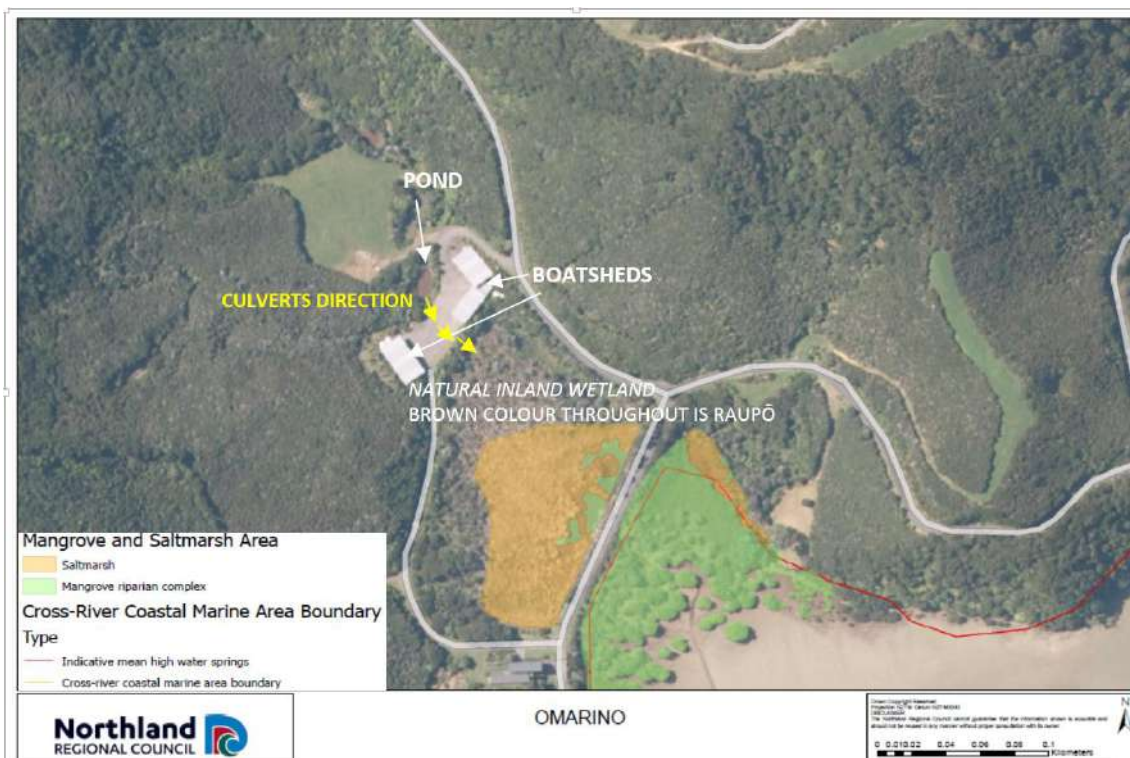 POND
BOATSHEDS
CULVERTS DIRECTION
NATURAL INLAND WETLAND
BROWN COLOUR THROUGHOUT IS RAUPŌ
Mangrove and Saltmarsh Area
Saltmarsh
Mangrove riparian complex
Cross-River Coastal Marine Area Boundary
Type
Indicative mean high water springs
Cross-river coastal marine area boundary
Northland
REGIONAL COUNCIL
OMARINO
N
0 0.010.02 0.04 0.06 0.08 0.1
Kilometers